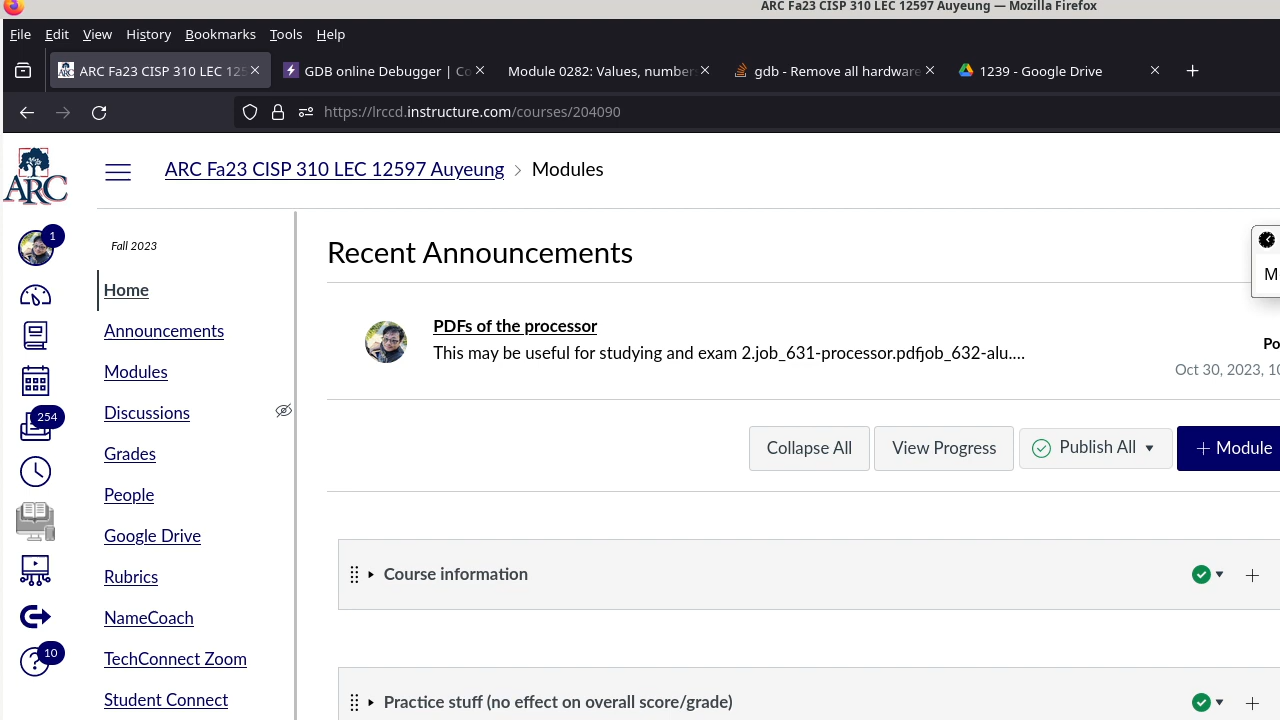 ARC Fa23 CISP 310 LEC 12597 Auyeung — Mozilla Firefox
File Edit View History Bookmarks Tools Help
ARC Fa23 CISP 310 LEC 125 GDB online Debugger | Co Module 0282: Values, number gdb - Remove all hardware 1239 - Google Drive
https://lrccd.instructure.com/courses/204090
ARC
ARC Fa23 CISP 310 LEC 12597 Auyeung > Modules
1
Fall 2023
Recent Announcements
Home
M
Announcements
PDFs of the processor
This may be useful for studying and exam 2.job_631-processor.pdfjob_632-alu....
Po
Oct 30, 2023, 10
Modules
Discussions
254
Collapse All View Progress Publish All + Module
Grades
People
Google Drive
Course information
Rubrics
NameCoach
10
TechConnect Zoom
Student Connect
Practice stuff (no effect on overall score/grade)